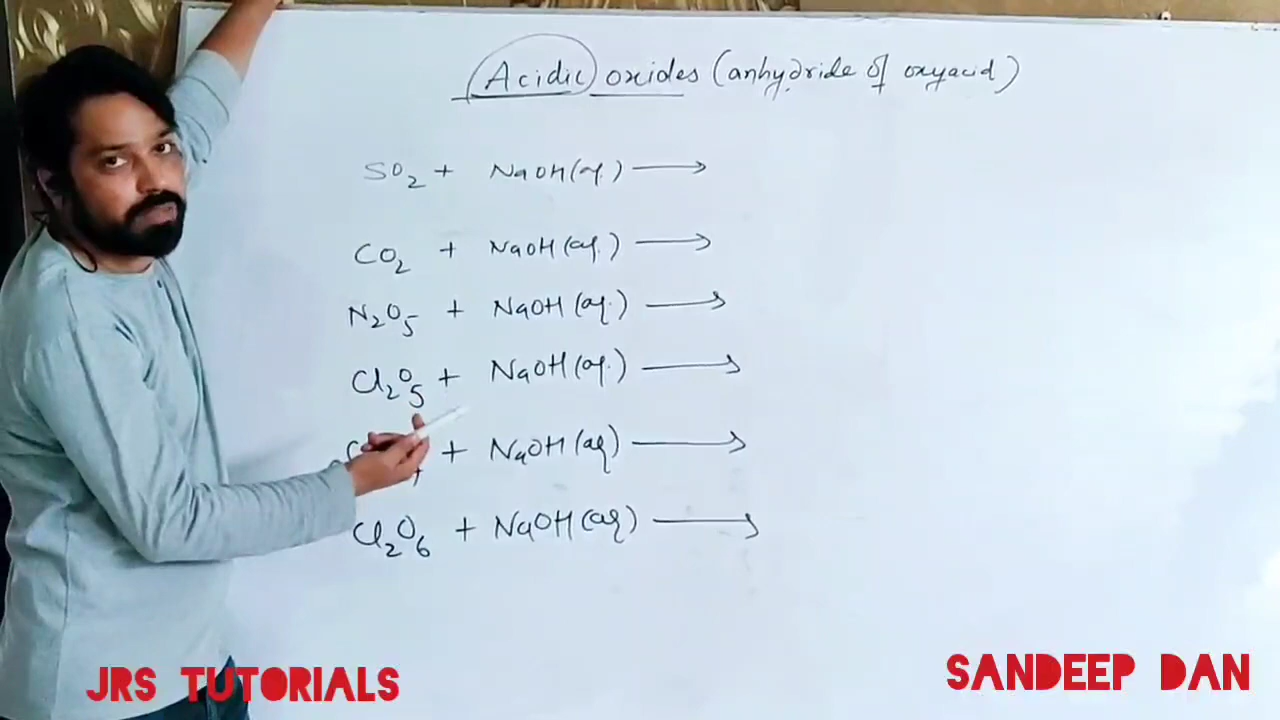 Acidic oxides (anhydride of oxyacid)
SO2 + NaOH(aq.) →
CO2 + NaOH(aq.) →
N2O5 + NaOH(aq.) →
Cl2O5 + NaOH(aq.) →
+ NaOH(aq) →
Cl2O6 + NaOH(aq) →
JRS TUTORIALS
SANDEEP DAN